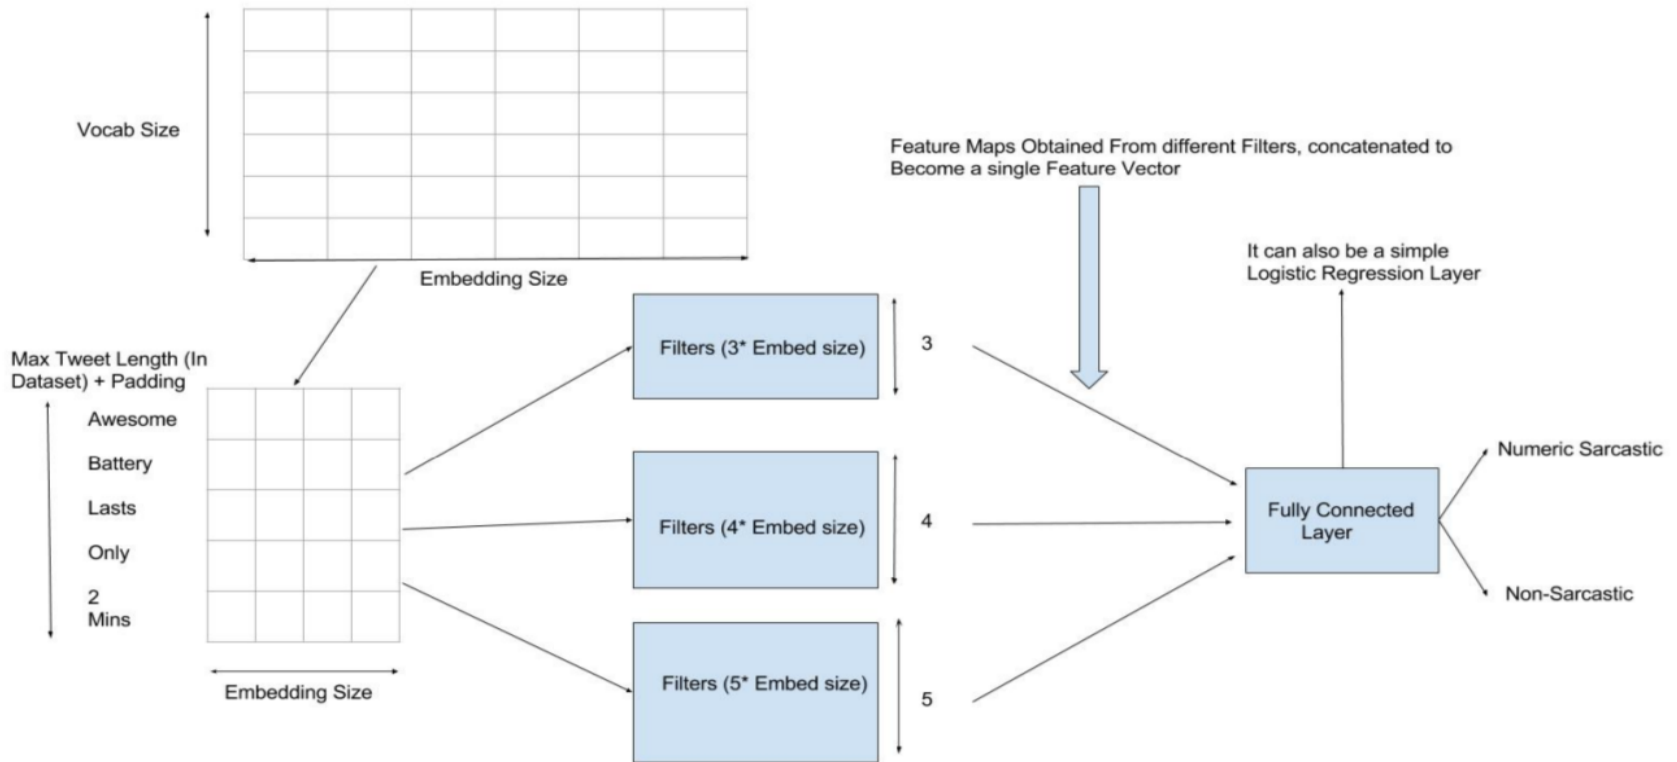 Vocab Size
Embedding Size
Feature Maps Obtained From different Filters, concatenated to
Become a single Feature Vector
It can also be a simple
Logistic Regression Layer
Max Tweet Length (In
Dataset) + Padding
Awesome
Battery
Lasts
Only
2
Mins
Embedding Size
Filters (3* Embed size)
3
Filters (4* Embed size)
4
Filters (5* Embed size)
5
Fully Connected
Layer
Numeric Sarcastic
Non-Sarcastic